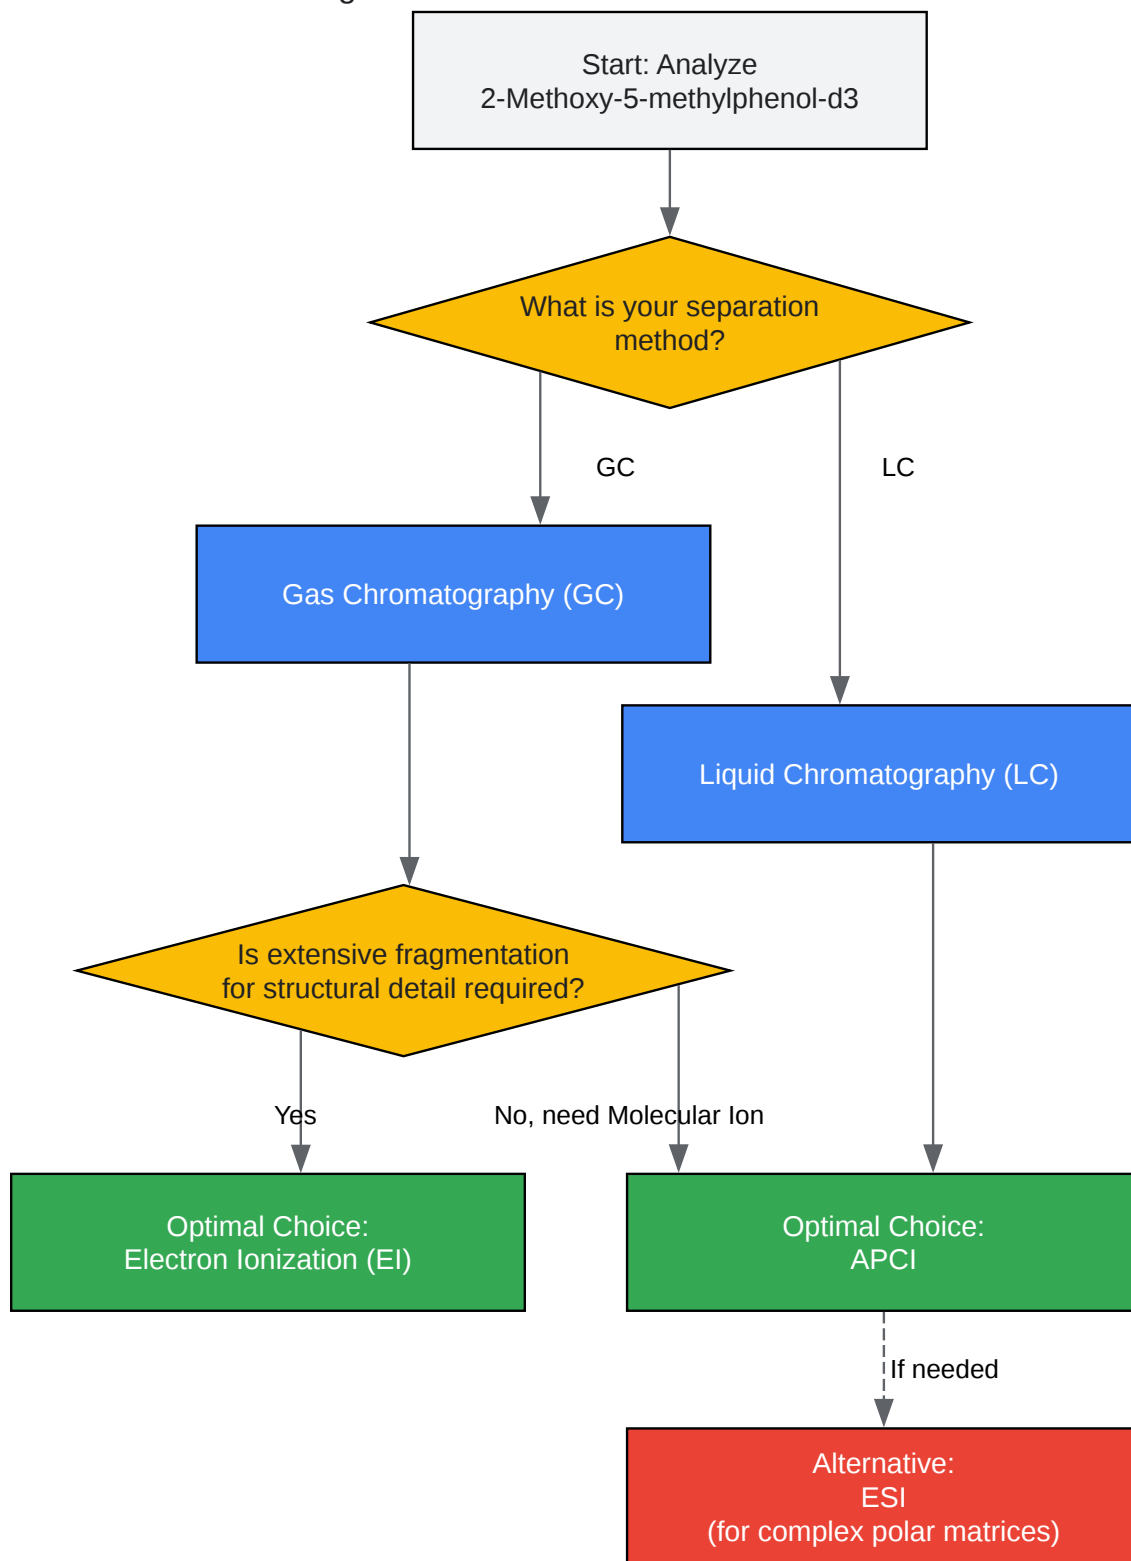 Start: Analyze
2-Methoxy-5-methylphenol-d3
What is your separation
method?
GC
LC
Gas Chromatography (GC)
Liquid Chromatography (LC)
Is extensive fragmentation
for structural detail required?
Yes
No, need Molecular Ion
Optimal Choice:
Electron Ionization (EI)
Optimal Choice:
APCI
If needed
Alternative:
ESI
(for complex polar matrices)